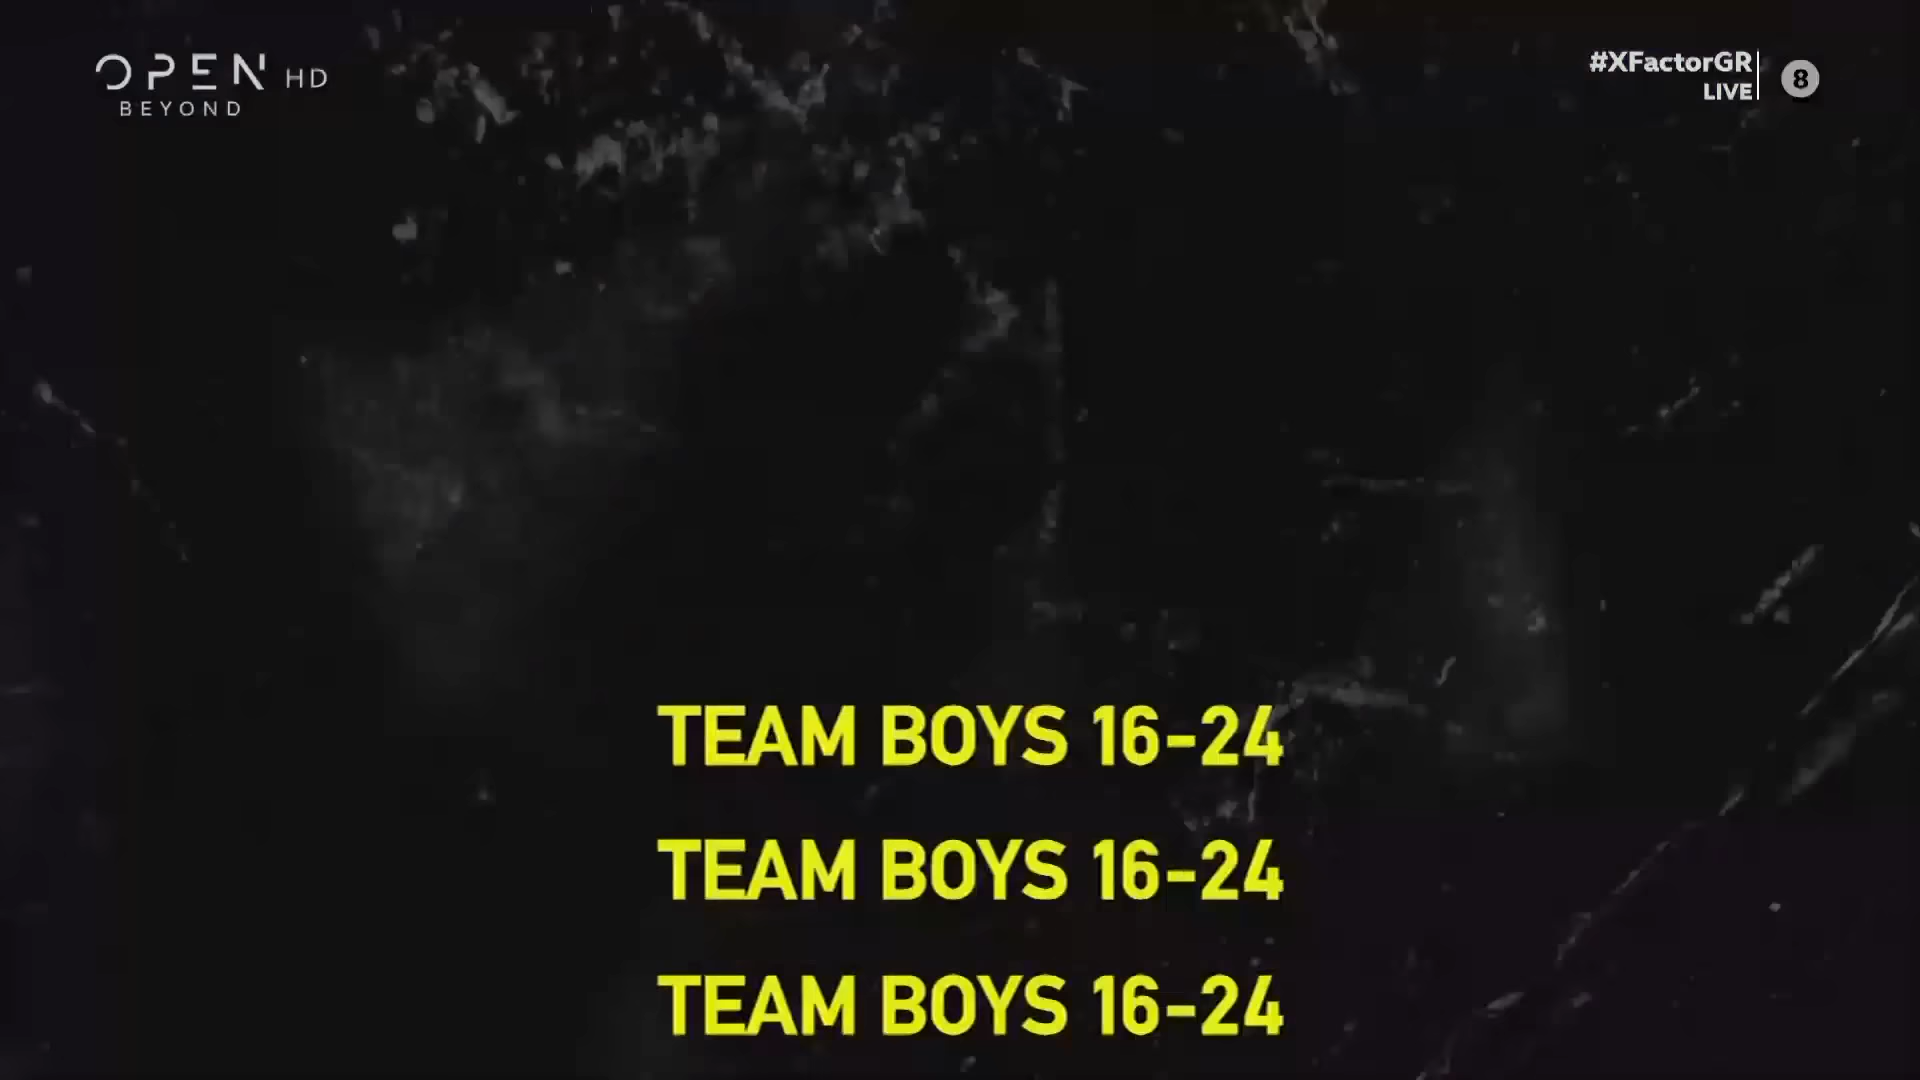 OPEN HD
BEYOND
#XFactorGR
LIVE
8
TEAM BOYS 16-24
TEAM BOYS 16-24
TEAM BOYS 16-24